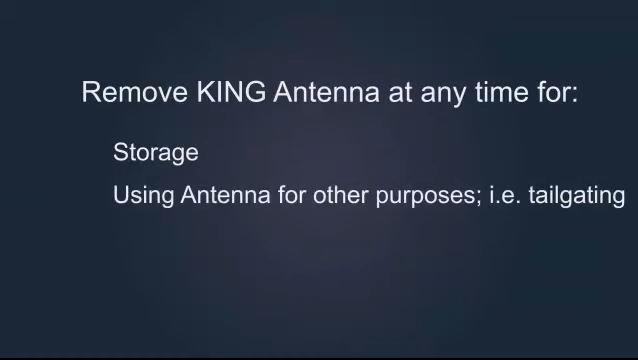 Remove KING Antenna at any time for:
Storage
Using Antenna for other purposes; i.e. tailgating